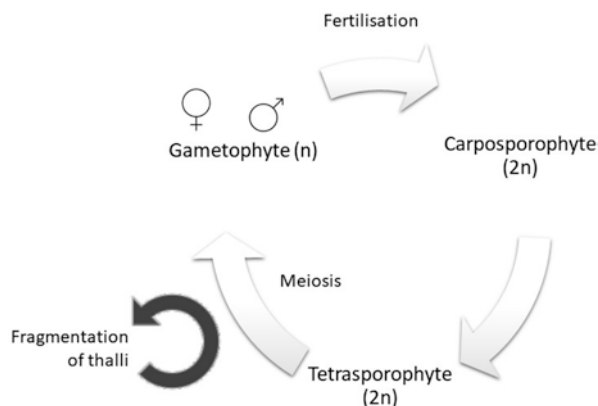 Fertilisation
Gametophyte (n)
Carposporophyte
(2n)
Meiosis
Fragmentation
of thalli
Tetrasporophyte
(2n)